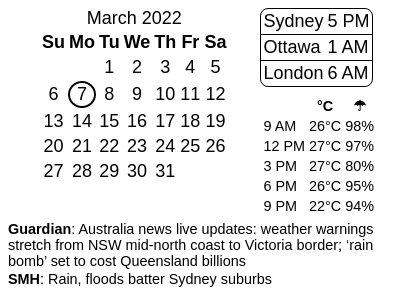 March 2022
Su Mo Tu We Th Fr Sa
1 2 3 4 5
6 7 8 9 10 11 12
13 14 15 16 17 18 19
20 21 22 23 24 25 26
27 28 29 30 31
Sydney 5 PM
Ottawa 1 AM
London 6 AM
°C ☂
9 AM 26°C 98%
12 PM 27°C 97%
3 PM 27°C 80%
6 PM 26°C 95%
9 PM 22°C 94%
Guardian: Australia news live updates: weather warnings
stretch from NSW mid-north coast to Victoria border; ‘rain
bomb’ set to cost Queensland billions
SMH: Rain, floods batter Sydney suburbs